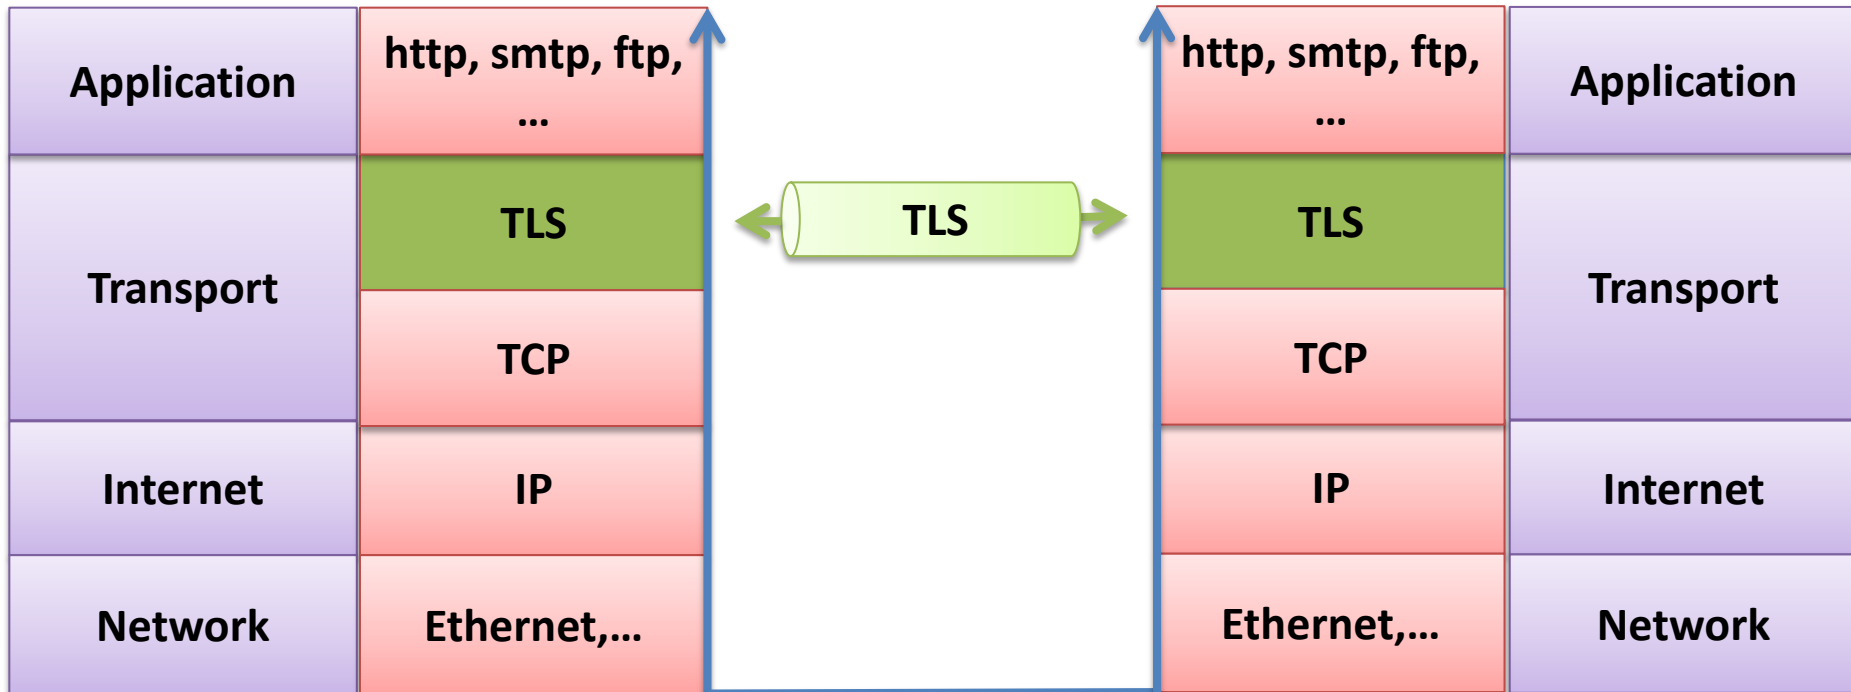 Application
http, smtp, ftp,
…
http, smtp, ftp,
…
Application
Transport
TLS
TLS
TLS
Transport
TCP
TCP
Internet
IP
IP
Internet
Network
Ethernet,…
Ethernet,…
Network